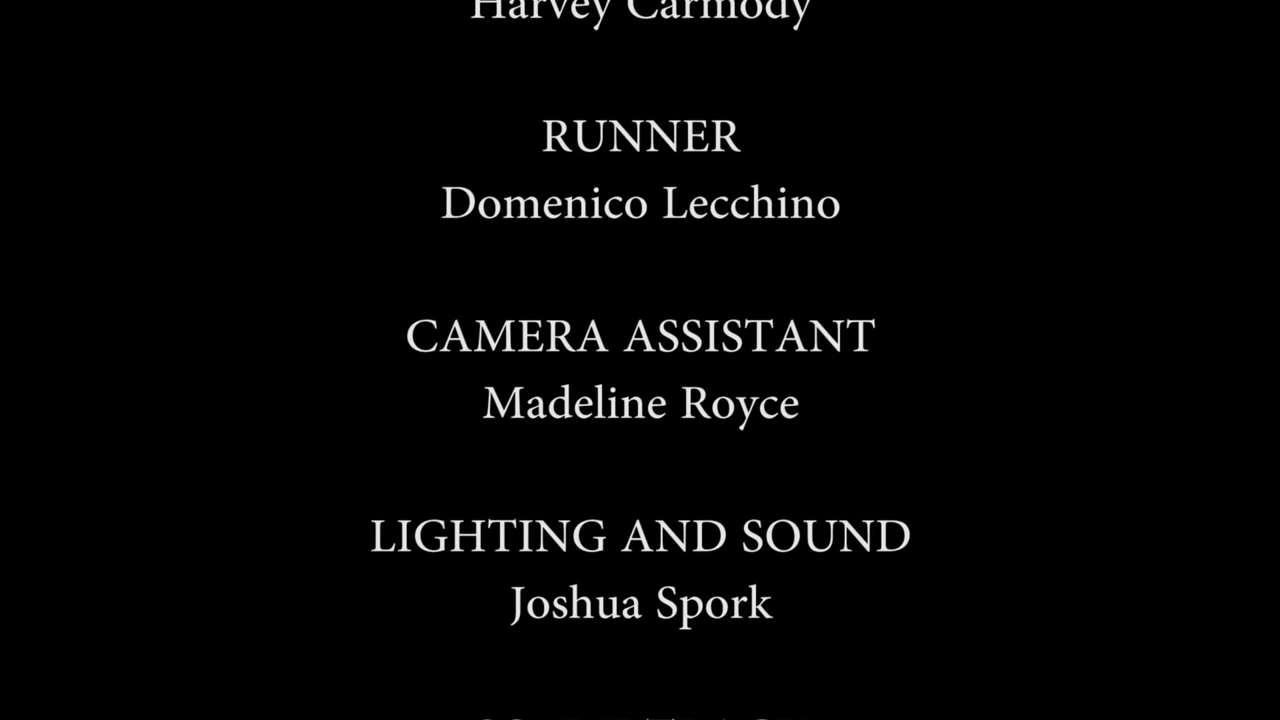 Harvey Carmody
RUNNER
Domenico Lecchino
CAMERA ASSISTANT
Madeline Royce
LIGHTING AND SOUND
Joshua Spork